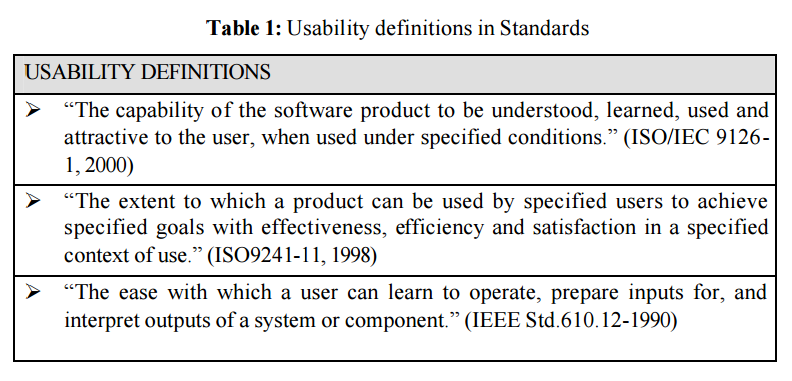 Table 1: Usability definitions in Standards
USABILITY DEFINITIONS
➢ “The capability of the software product to be understood, learned, used and
attractive to the user, when used under specified conditions.” (ISO/IEC 9126-
1, 2000)
➢ “The extent to which a product can be used by specified users to achieve
specified goals with effectiveness, efficiency and satisfaction in a specified
context of use.” (ISO9241-11, 1998)
➢ “The ease with which a user can learn to operate, prepare inputs for, and
interpret outputs of a system or component.” (IEEE Std.610.12-1990)